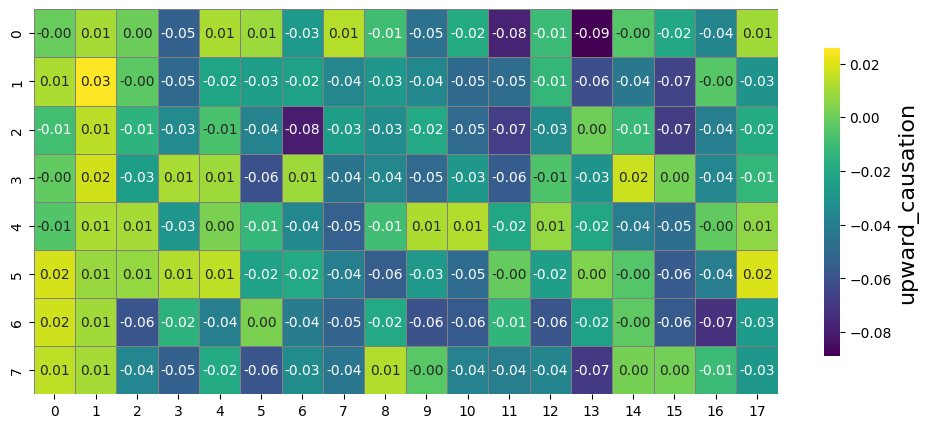 0 -0.00 0.01 0.00 -0.05 0.01 0.01 -0.03 0.01 -0.01 -0.05 -0.02 -0.08 -0.01 -0.09 -0.00 -0.02 -0.04 0.01
1 0.01 0.03 -0.00 -0.05 -0.02 -0.03 -0.02 -0.04 -0.03 -0.04 -0.05 -0.05 -0.01 -0.06 -0.04 -0.07 -0.00 -0.03
2 -0.01 0.01 -0.01 -0.03 -0.01 -0.04 -0.08 -0.03 -0.03 -0.02 -0.05 -0.07 -0.03 0.00 -0.01 -0.07 -0.04 -0.02
3 -0.00 0.02 -0.03 0.01 0.01 -0.06 0.01 -0.04 -0.04 -0.05 -0.03 -0.06 -0.01 -0.03 0.02 0.00 -0.04 -0.01
4 -0.01 0.01 0.01 -0.03 0.00 -0.01 -0.04 -0.05 -0.01 0.01 0.01 -0.02 0.01 -0.02 -0.04 -0.05 -0.00 0.01
5 0.02 0.01 0.01 0.01 0.01 -0.02 -0.02 -0.04 -0.06 -0.03 -0.05 -0.00 -0.02 0.00 -0.00 -0.06 -0.04 0.02
6 0.02 0.01 -0.06 -0.02 -0.04 0.00 -0.04 -0.05 -0.02 -0.06 -0.06 -0.01 -0.06 -0.02 -0.00 -0.06 -0.07 -0.03
7 0.01 0.01 -0.04 -0.05 -0.02 -0.06 -0.03 -0.04 0.01 -0.00 -0.04 -0.04 -0.04 -0.07 0.00 0.00 -0.01 -0.03
0 1 2 3 4 5 6 7 8 9 10 11 12 13 14 15 16 17
0.02
0.00
−0.02
−0.04
−0.06
−0.08
upward_causation